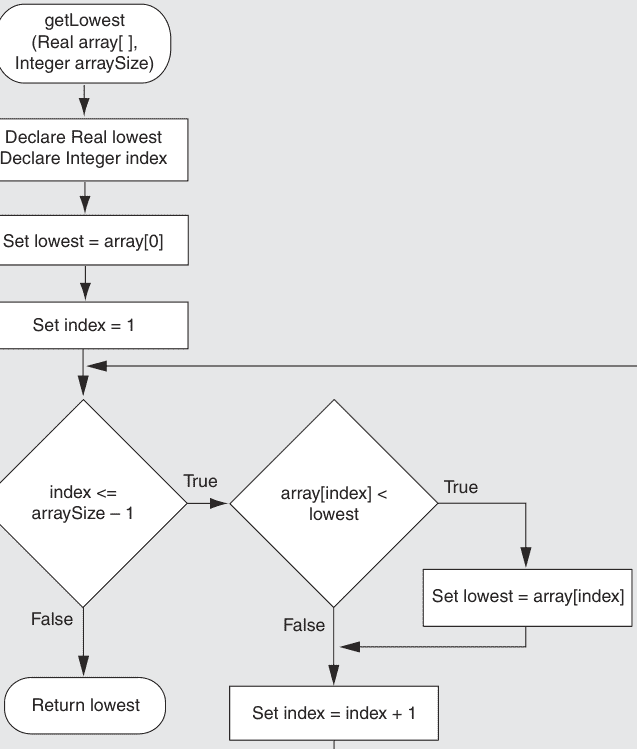 getLowest
(Real array[ ],
Integer arraySize)
Declare Real lowest
Declare Integer index
Set lowest = array[0]
Set index = 1
index <=
arraySize – 1
True
array[index] <
lowest
True
Set lowest = array[index]
False
False
Return lowest
Set index = index + 1